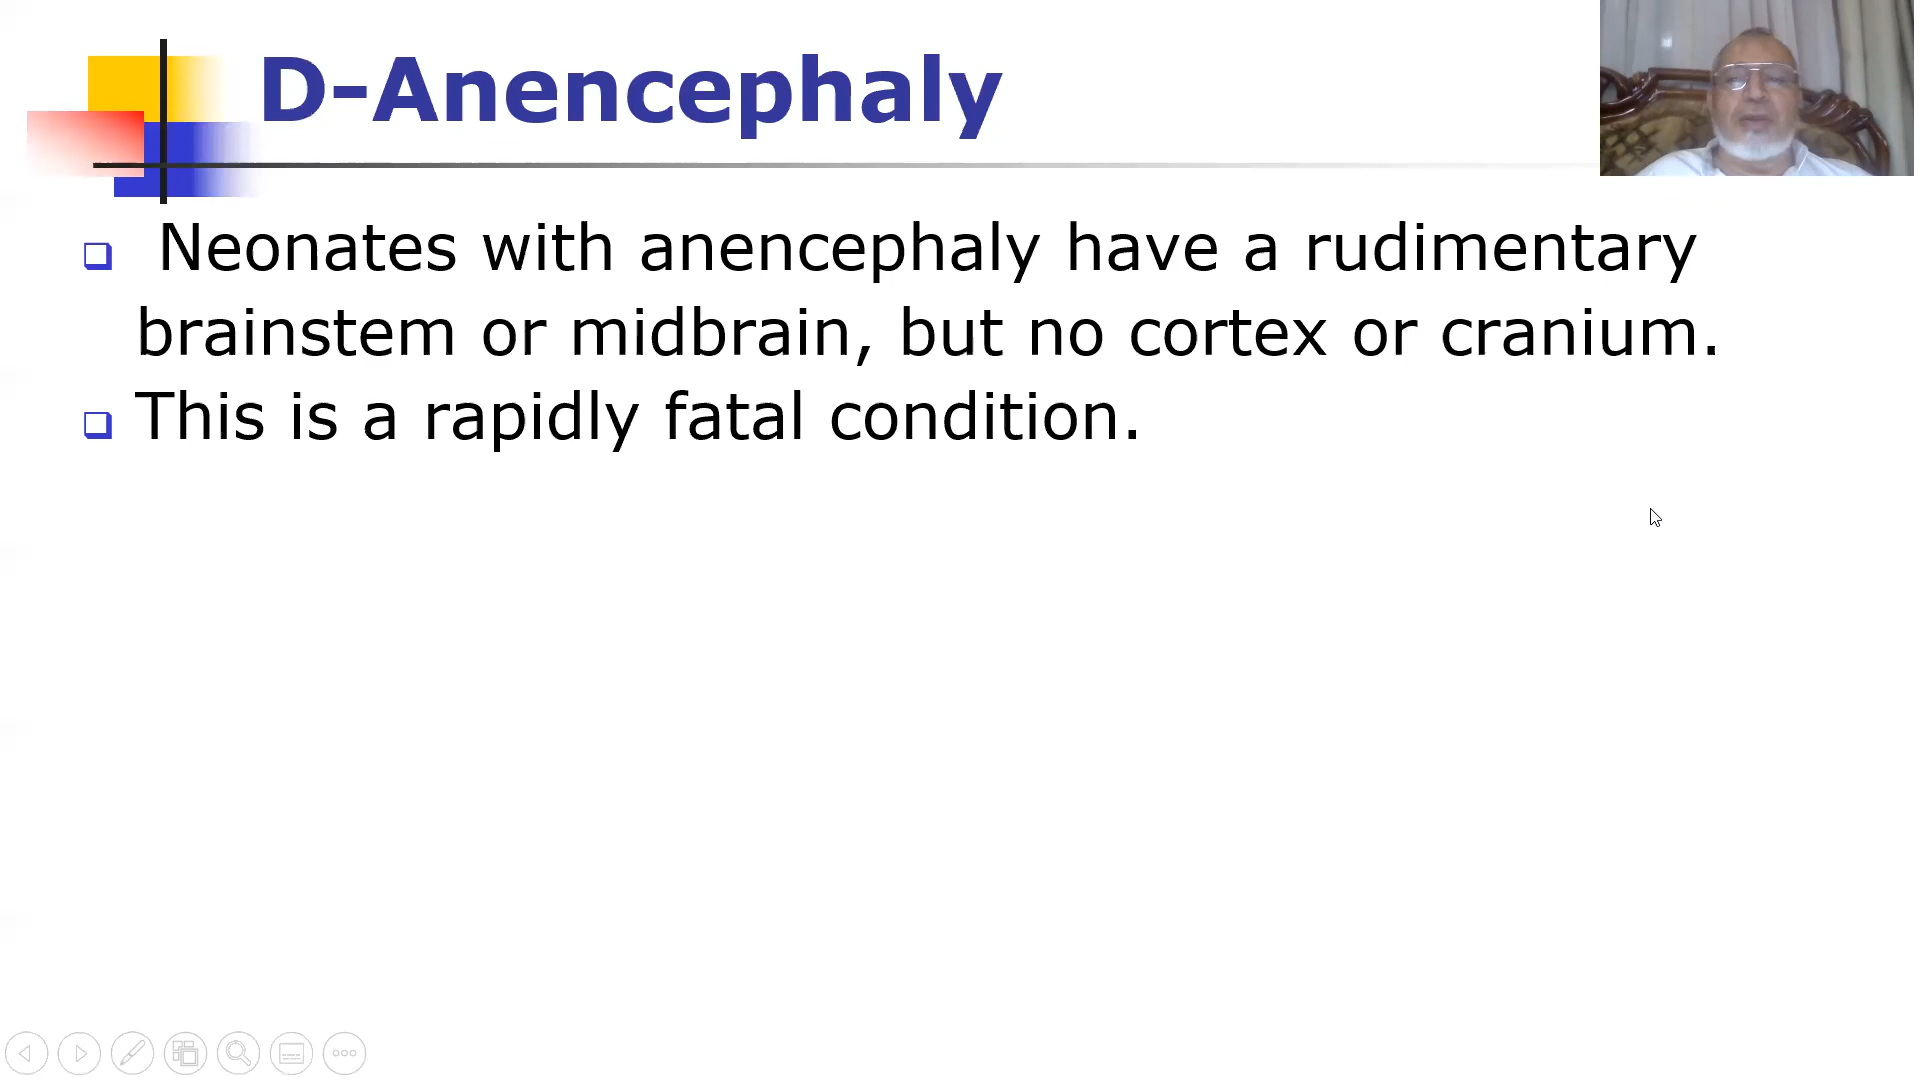 D-Anencephaly
Neonates with anencephaly have a rudimentary
brainstem or midbrain, but no cortex or cranium.
This is a rapidly fatal condition.